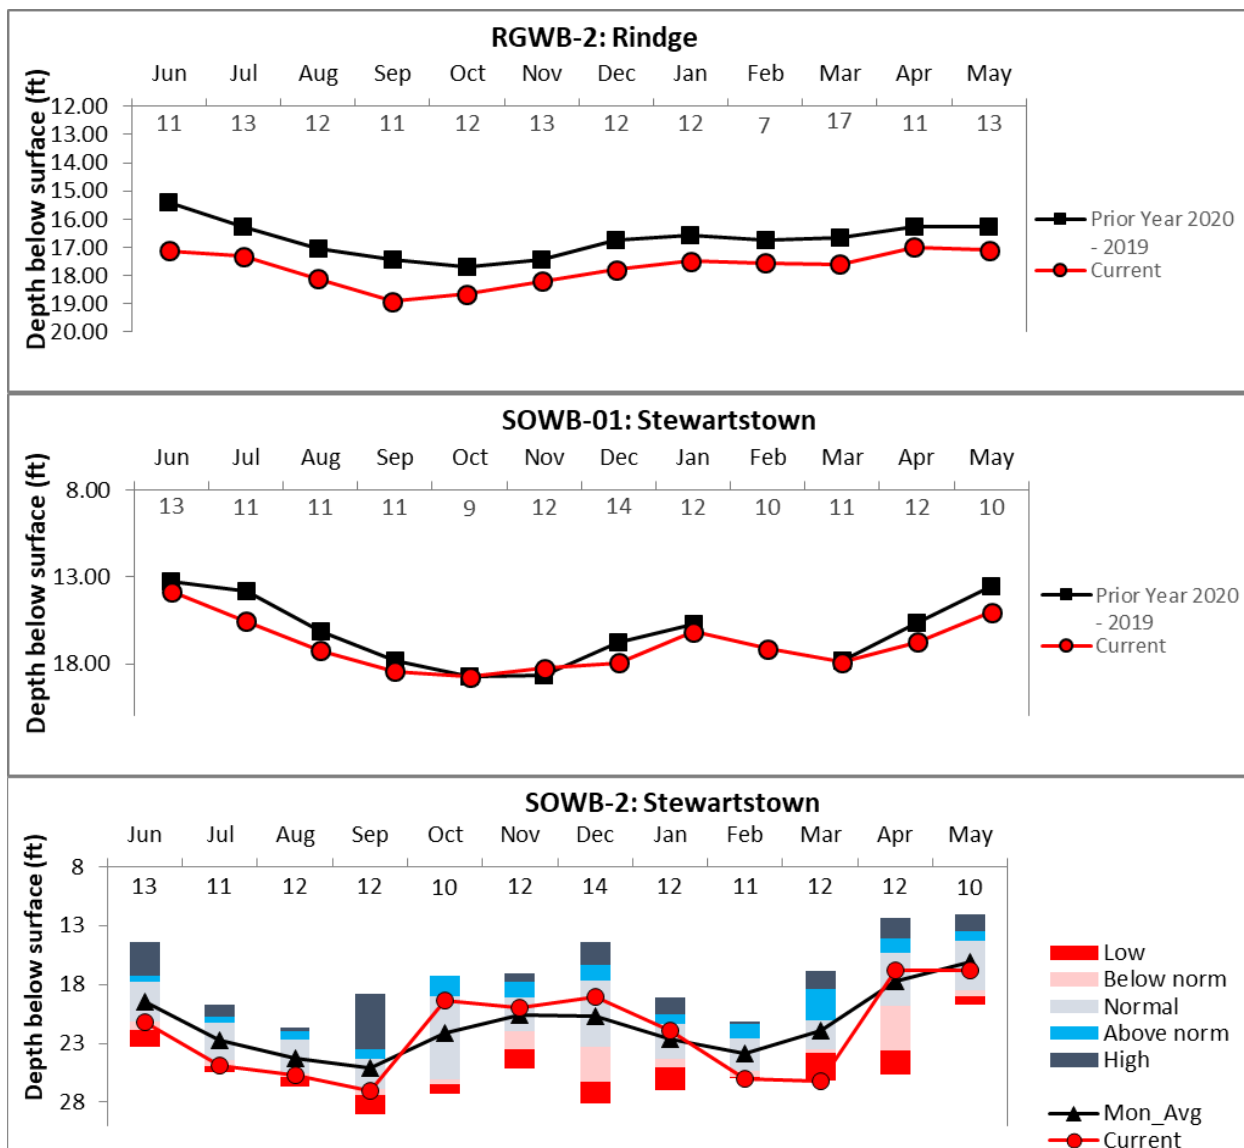 RGWB-2: Rindge
Jun Jul Aug Sep Oct Nov Dec Jan Feb Mar Apr May
Depth below surface (ft)
12.00
11 13 12 11 12 13 12 12 7 17 11 13
13.00
14.00
15.00
16.00
17.00
18.00
19.00
20.00
Prior Year 2020
- 2019
Current
SOWB-01: Stewartstown
Jun Jul Aug Sep Oct Nov Dec Jan Feb Mar Apr May
Depth below surface (ft)
8.00
13 11 11 11 9 12 14 12 10 11 12 10
13.00
18.00
Prior Year 2020
- 2019
Current
SOWB-2: Stewartstown
Jun Jul Aug Sep Oct Nov Dec Jan Feb Mar Apr May
Depth below surface (ft)
8
13 11 12 12 10 12 14 12 11 12 12 10
13
18
23
28
Low
Below norm
Normal
Above norm
High
Mon_Avg
Current